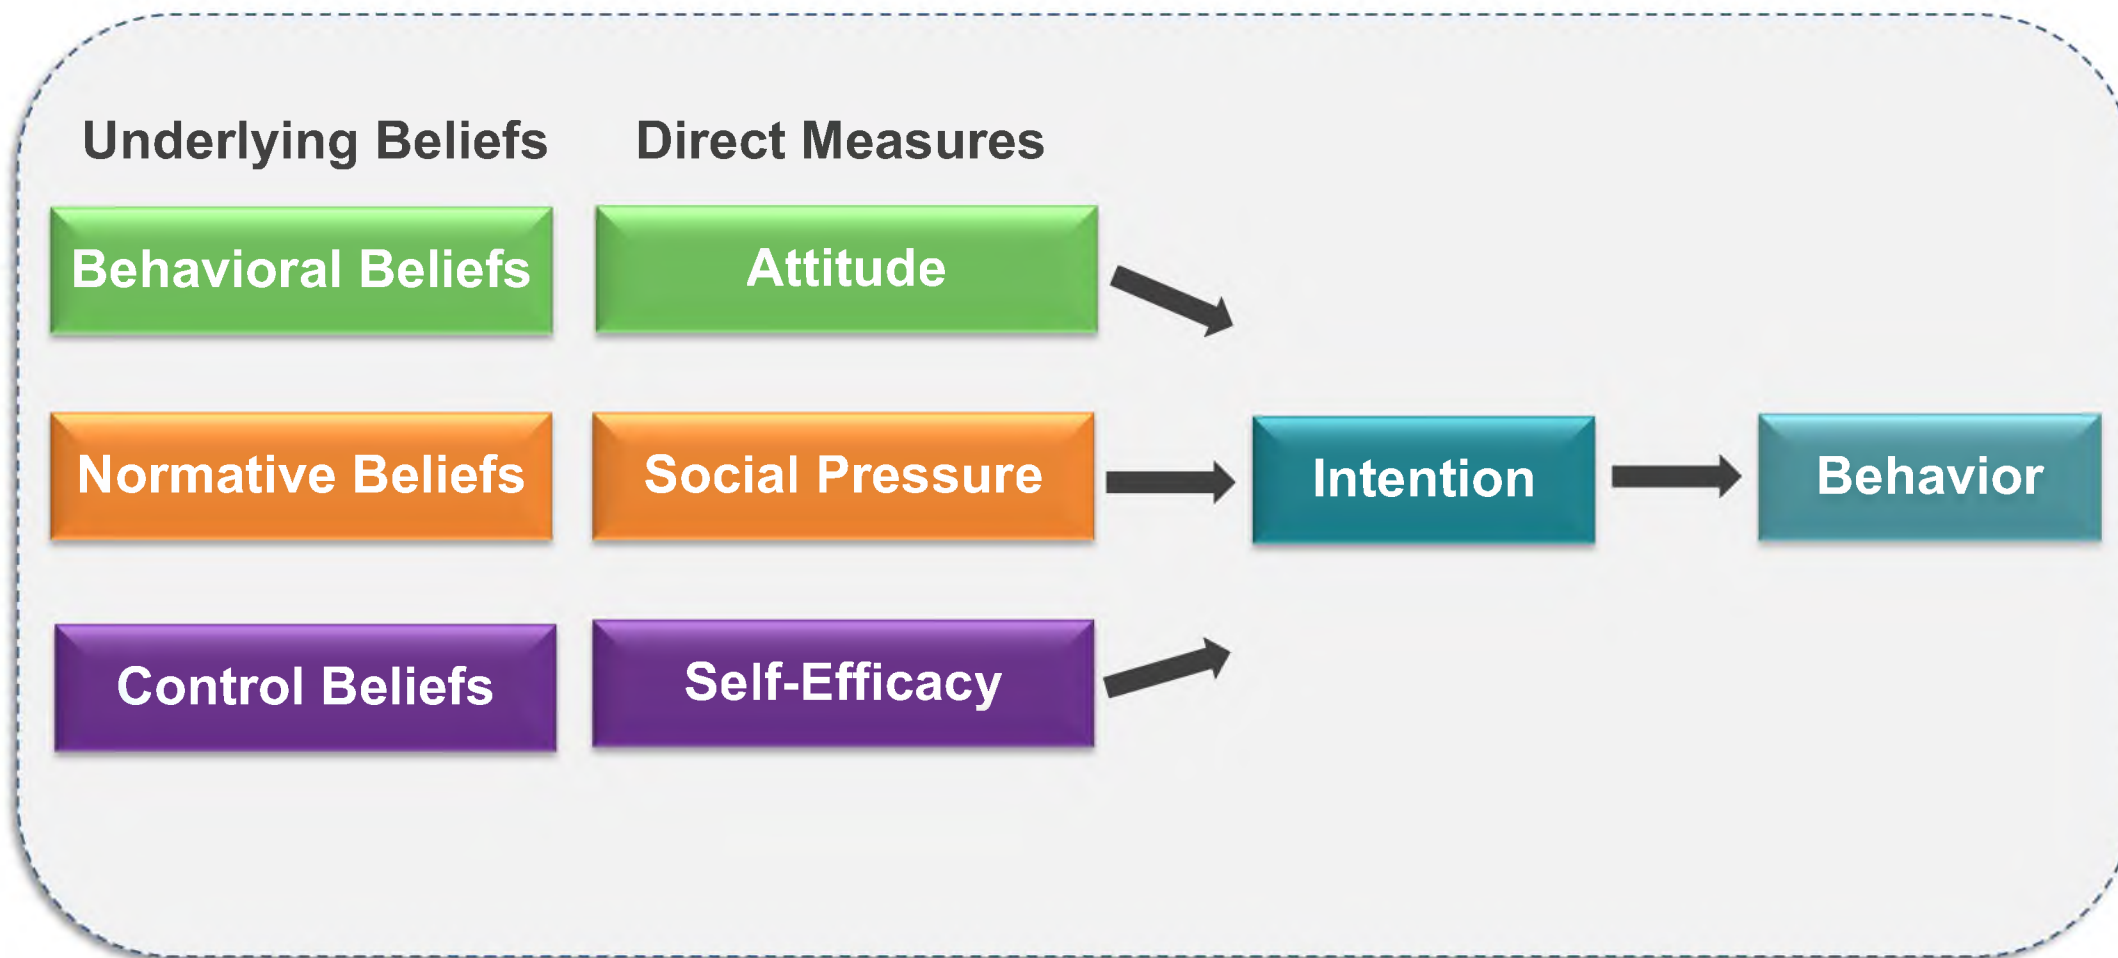 Underlying Beliefs
Direct Measures
Behavioral Beliefs
Attitude
Normative Beliefs
Social Pressure
Intention
Behavior
Control Beliefs
Self-Efficacy